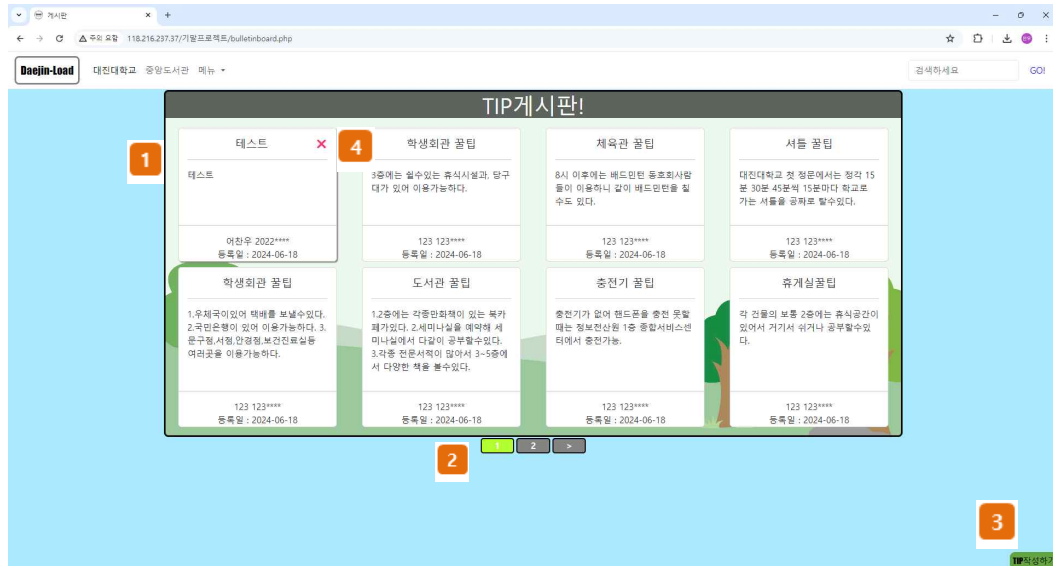 게시판
주의 요함 118.216.237.37/기말프로젝트/bulletinboard.php
Daejin-Load 대진대학교 중앙도서관 메뉴 검색하세요 GO!
TIP게시판!
1
테스트
테스트
어찬우 2022****
등록일 : 2024-06-18
4
학생회관 꿀팁
3층에는 쉴수있는 휴식시설과, 당구
대가 있어 이용가능하다.
123 123****
등록일 : 2024-06-18
체육관 꿀팁
8시 이후에는 배드민턴 동호회사람
들이 이용하니 같이 배드민턴을 칠
수도 있다.
123 123****
등록일 : 2024-06-18
셔틀 꿀팁
대진대학교 첫 정문에서는 정각 15
분 30분 45분씩 15분마다 학교로
가는 셔틀을 공짜로 탈수있다.
123 123****
등록일 : 2024-06-18
학생회관 꿀팁
1.우체국이있어 택배를 보낼수있다.
2.국민은행이 있어 이용가능하다. 3.
문구점,서점,안경점,보건진료실등
여러곳을 이용가능하다.
123 123****
등록일 : 2024-06-18
도서관 꿀팁
1.2층에는 각종만화책이 있는 북카
페가있다. 2.세미나실을 예약해 세
미나실에서 다같이 공부할수있다.
3.각종 전문서적이 많아서 3~5층에
서 다양한 책을 볼수있다.
123 123****
등록일 : 2024-06-18
충전기 꿀팁
충전기가 없어 핸드폰을 충전 못할
때는 정보전산원 1층 종합서비스센
터에서 충전가능.
123 123****
등록일 : 2024-06-18
휴게실꿀팁
각 건물의 보통 2층에는 휴식공간이
있어서 거기서 쉬거나 공부할수있
다.
123 123****
등록일 : 2024-06-18
2
1 2 >
3
TIP작성하기